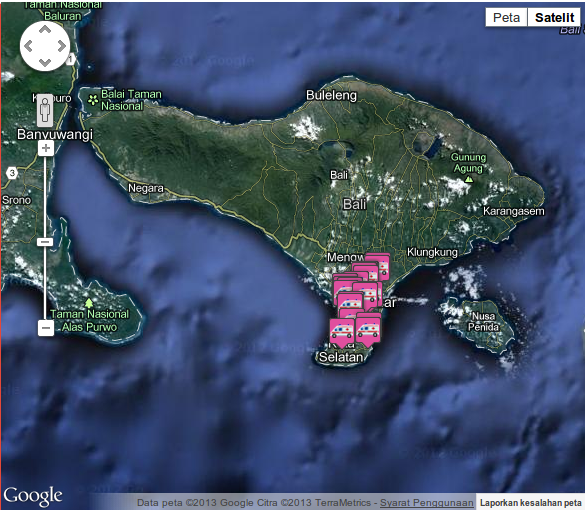 Taman Nasional
Baluran
Peta
Satelit
Bali
Balai Taman
Nasional
Buleleng
Banyuwangi
3
Srono
Negara
Bali
Gunung
Agung
Bali
Karangasem
Mengw
Klungkung
ar
Nusa
Penida
Taman Nasional
Alas Purwo
Selatan
Google
Data peta ©2013 Google Citra ©2013 TerraMetrics - Syarat Penggunaan
Laporkan kesalahan peta